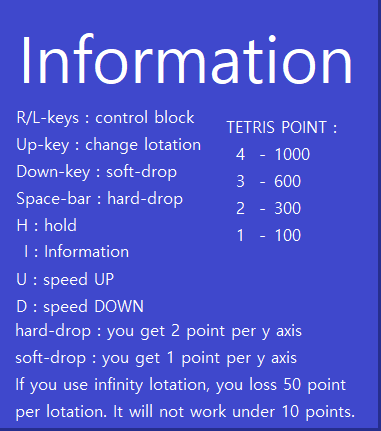 Information
R/L-keys : control block
Up-key : change lotation
Down-key : soft-drop
Space-bar : hard-drop
H : hold
I : Information
U : speed UP
D : speed DOWN
TETRIS POINT :
4 - 1000
3 - 600
2 - 300
1 - 100
hard-drop : you get 2 point per y axis
soft-drop : you get 1 point per y axis
If you use infinity lotation, you loss 50 point
per lotation. It will not work under 10 points.